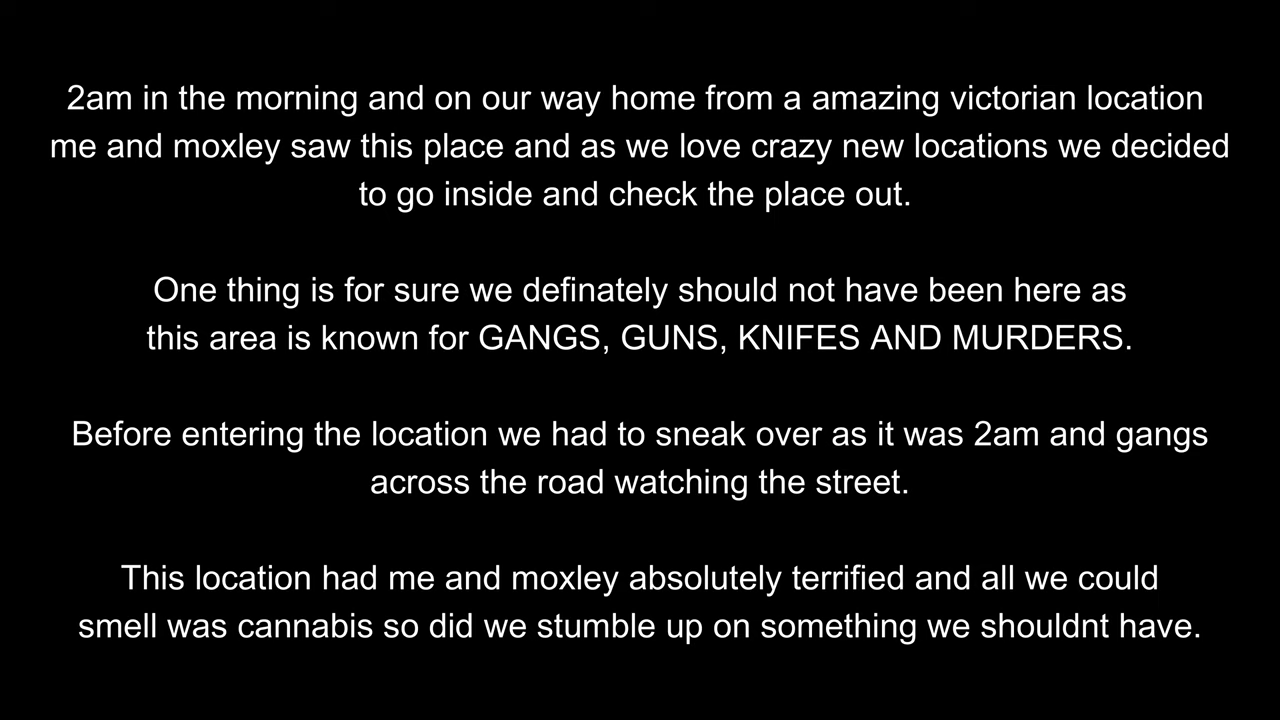 2am in the morning and on our way home from a amazing victorian location
me and moxley saw this place and as we love crazy new locations we decided
to go inside and check the place out.
One thing is for sure we definately should not have been here as
this area is known for GANGS, GUNS, KNIFES AND MURDERS.
Before entering the location we had to sneak over as it was 2am and gangs
across the road watching the street.
This location had me and moxley absolutely terrified and all we could
smell was cannabis so did we stumble up on something we shouldnt have.